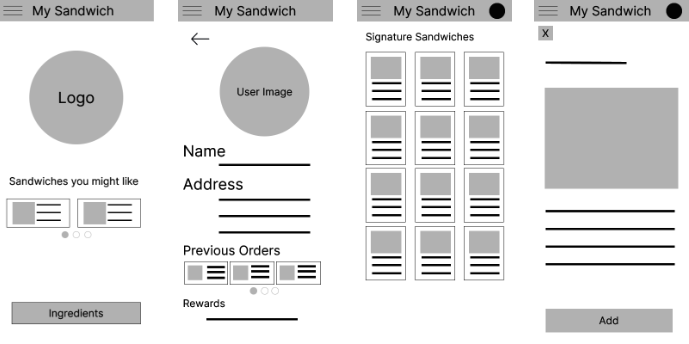 My Sandwich
Logo
Sandwiches you might like
Ingredients
My Sandwich
User Image
Name
Address
Previous Orders
Rewards
My Sandwich
Signature Sandwiches
My Sandwich
X
Add